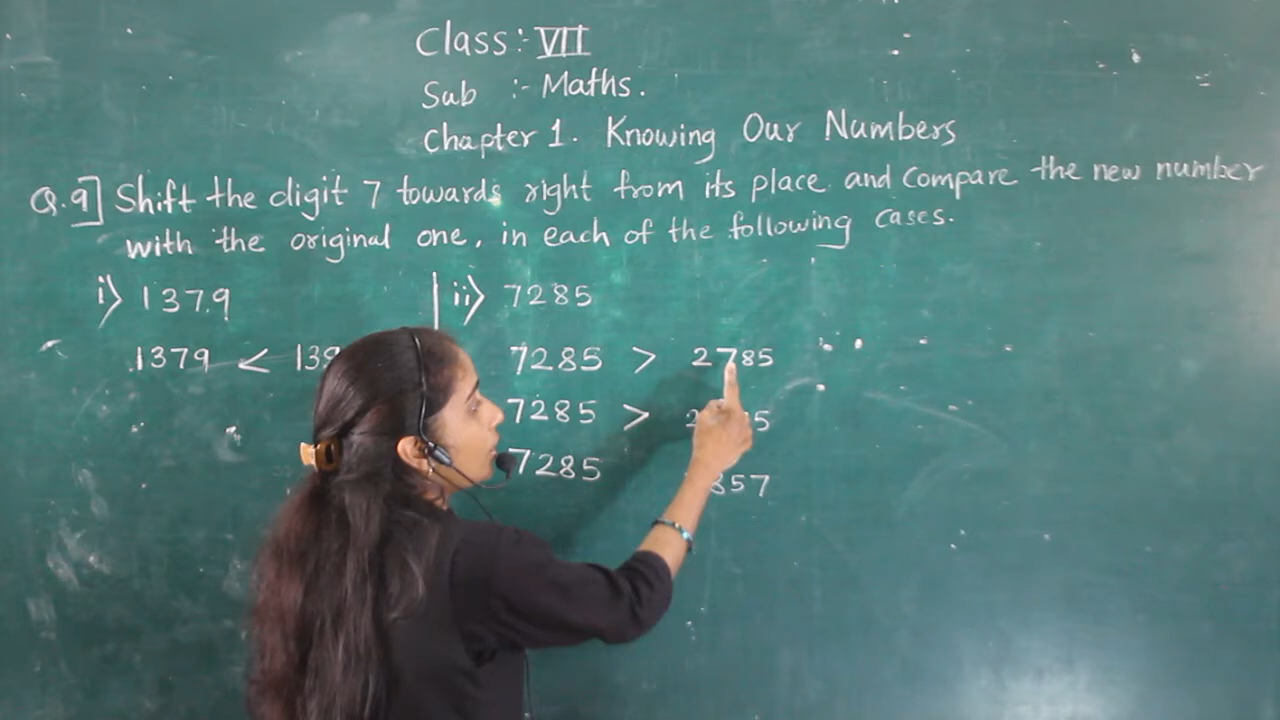 Class:- VII
Sub :- Maths.
Chapter 1. Knowing Our Numbers
Q.9] Shift the digit 7 towards right from its place and Compare the new number
with the original one, in each of the following cases.
i) 1379
.1379 < 139
ii) 7285
7285 > 2785
7285 >
7285